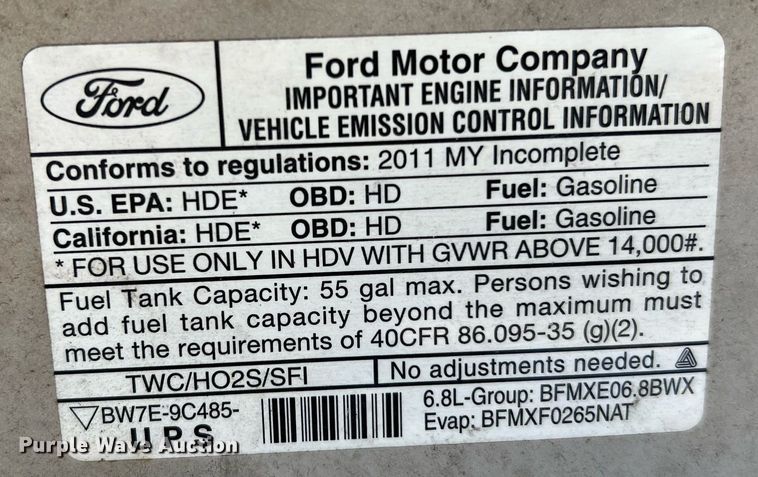 Ford
Ford Motor Company
IMPORTANT ENGINE INFORMATION/
VEHICLE EMISSION CONTROL INFORMATION
Conforms to regulations: 2011 MY Incomplete
U.S. EPA: HDE* OBD: HD Fuel: Gasoline
California: HDE* OBD: HD Fuel: Gasoline
* FOR USE ONLY IN HDV WITH GVWR ABOVE 14,000#.
Fuel Tank Capacity: 55 gal max. Persons wishing to
add fuel tank capacity beyond the maximum must
meet the requirements of 40CFR 86.095-35 (g)(2).
TWC/HO2S/SFI
No adjustments needed.
BW7E-9C485-
UPS
6.8L-Group: BFMXE06.8BWX
Evap: BFMXF0265NAT
Purple Wave Auction